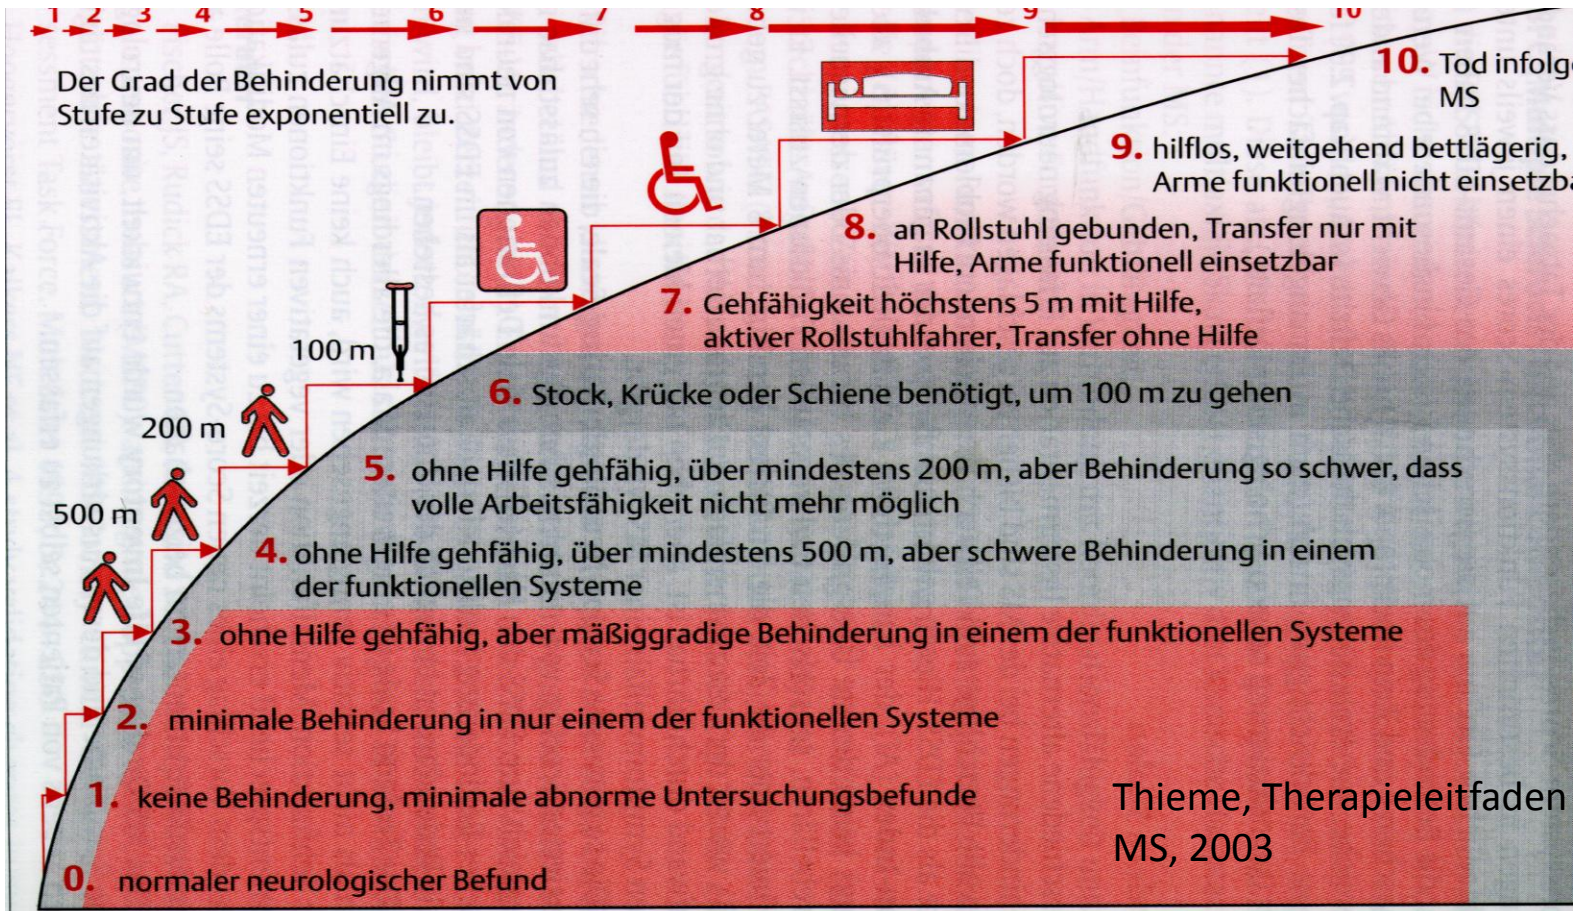 1 2 3 4 5 6 7 8 9 10
Der Grad der Behinderung nimmt von
Stufe zu Stufe exponentiell zu.
10. Tod infolge
MS
9. hilflos, weitgehend bettlägerig,
Arme funktionell nicht
8. an Rollstuhl gebunden, Transfer nur mit
Hilfe, Arme funktionell einsetzbar
7. Gehfähigkeit höchstens 5 m mit Hilfe,
aktiver Rollstuhlfahrer, Transfer ohne Hilfe
100 m
6. Stock, Krücke oder Schiene benötigt, um 100 m zu gehen
200 m
5. ohne Hilfe gehfähig, über mindestens 200 m, aber Behinderung so schwer, dass
volle Arbeitsfähigkeit nicht mehr möglich
500 m
4. ohne Hilfe gehfähig, über mindestens 500 m, aber schwere Behinderung in einem
der funktionellen Systeme
3. ohne Hilfe gehfähig, aber mäßiggradige Behinderung in einem der funktionellen Systeme
2. minimale Behinderung in nur einem der funktionellen Systeme
1. keine Behinderung, minimale abnorme Untersuchungsbefunde
0. normaler neurologischer Befund
Thieme, Therapieleitfaden
MS, 2003